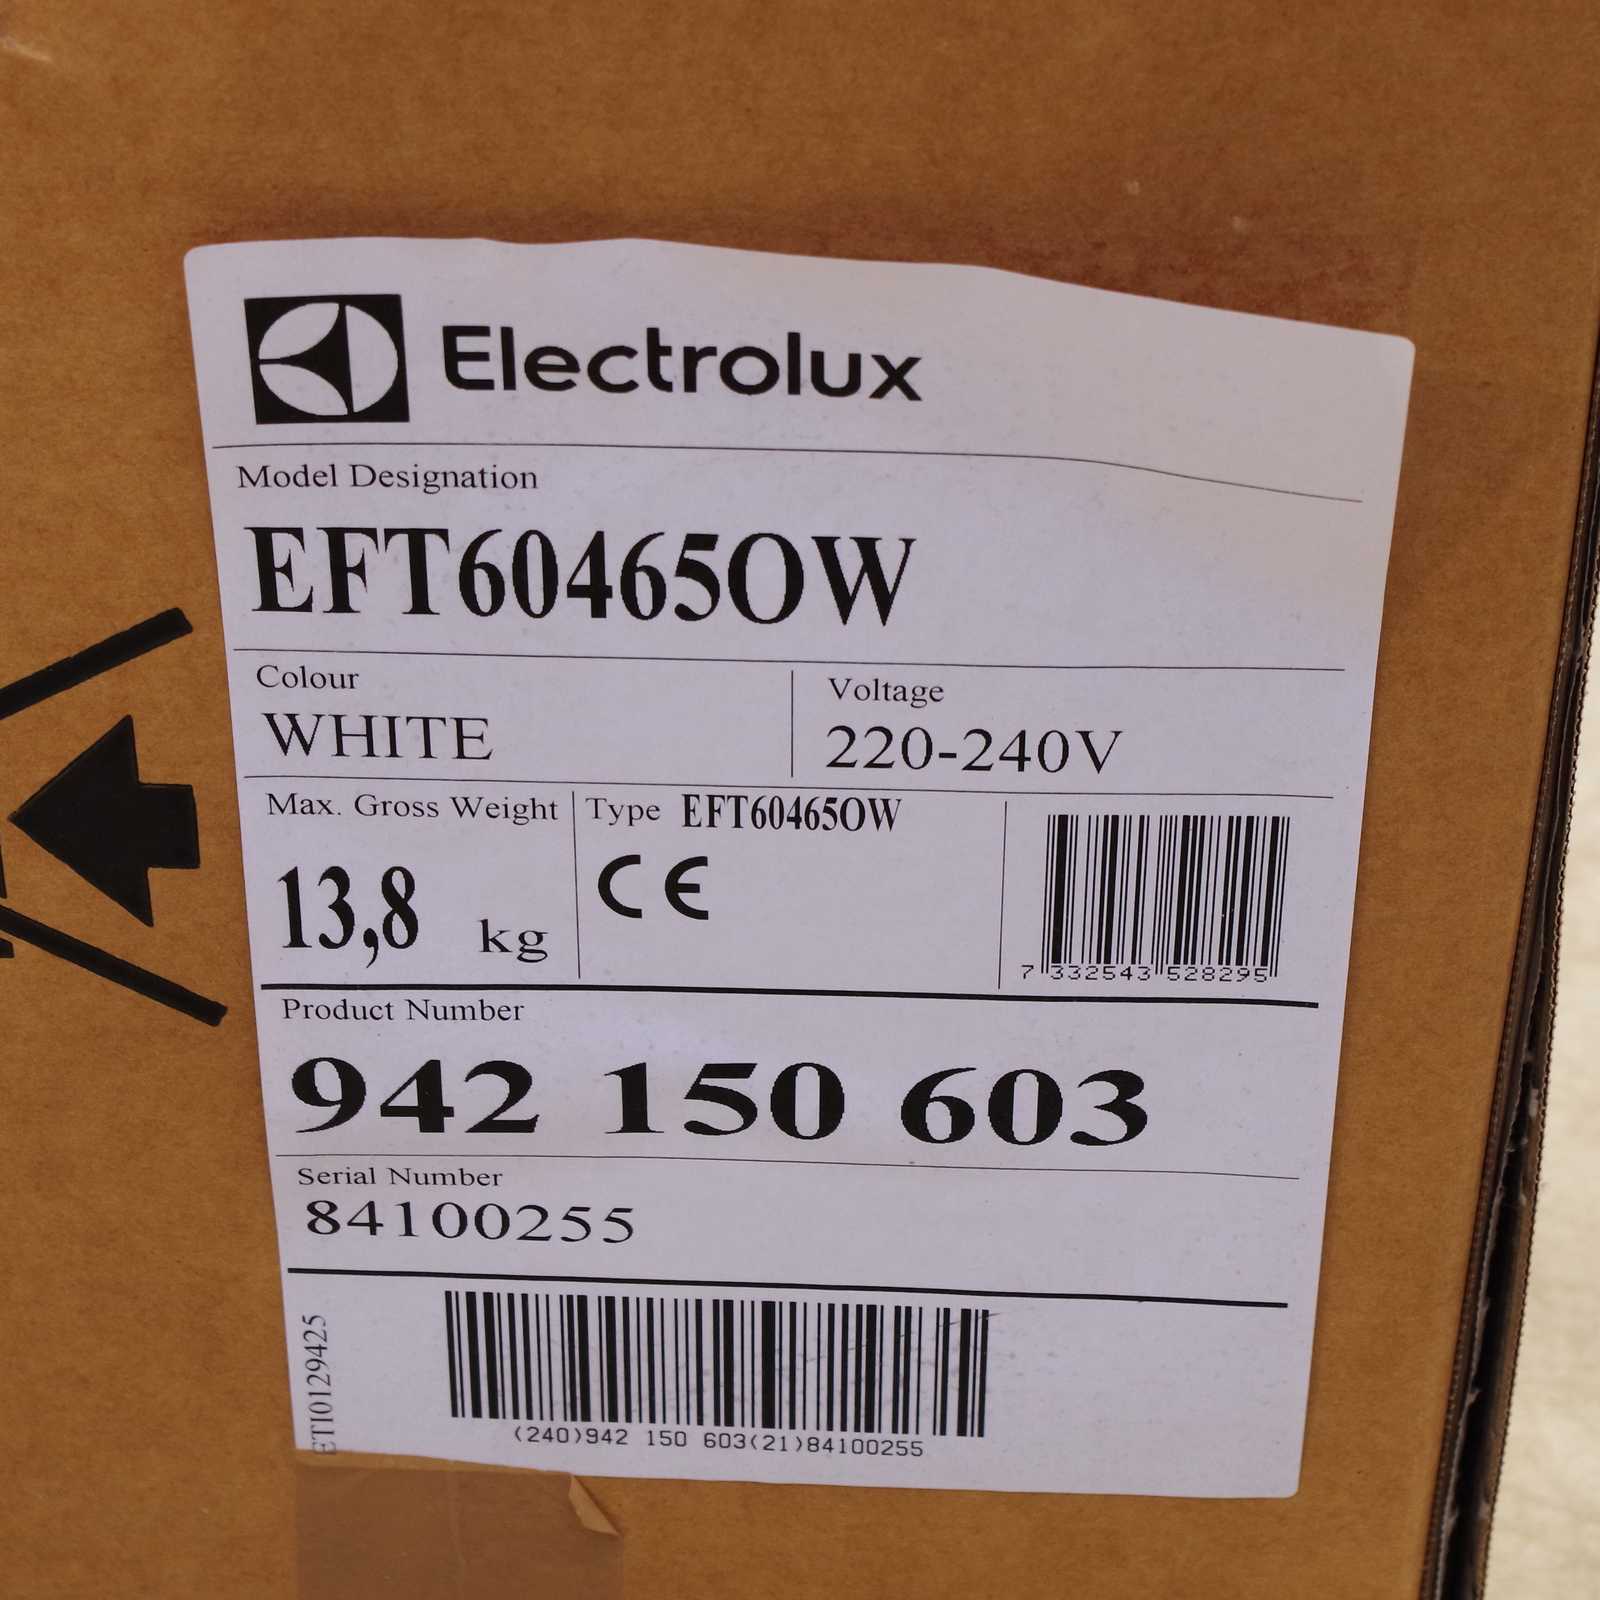 Electrolux
Model Designation
EFT60465OW
Colour
WHITE
Voltage
220-240V
Max. Gross Weight
13,8 kg
Type EFT60465OW
CE
7 332543 528295
Product Number
942 150 603
Serial Number
84100255
ETI0129425
(240)942 150 603(21)84100255